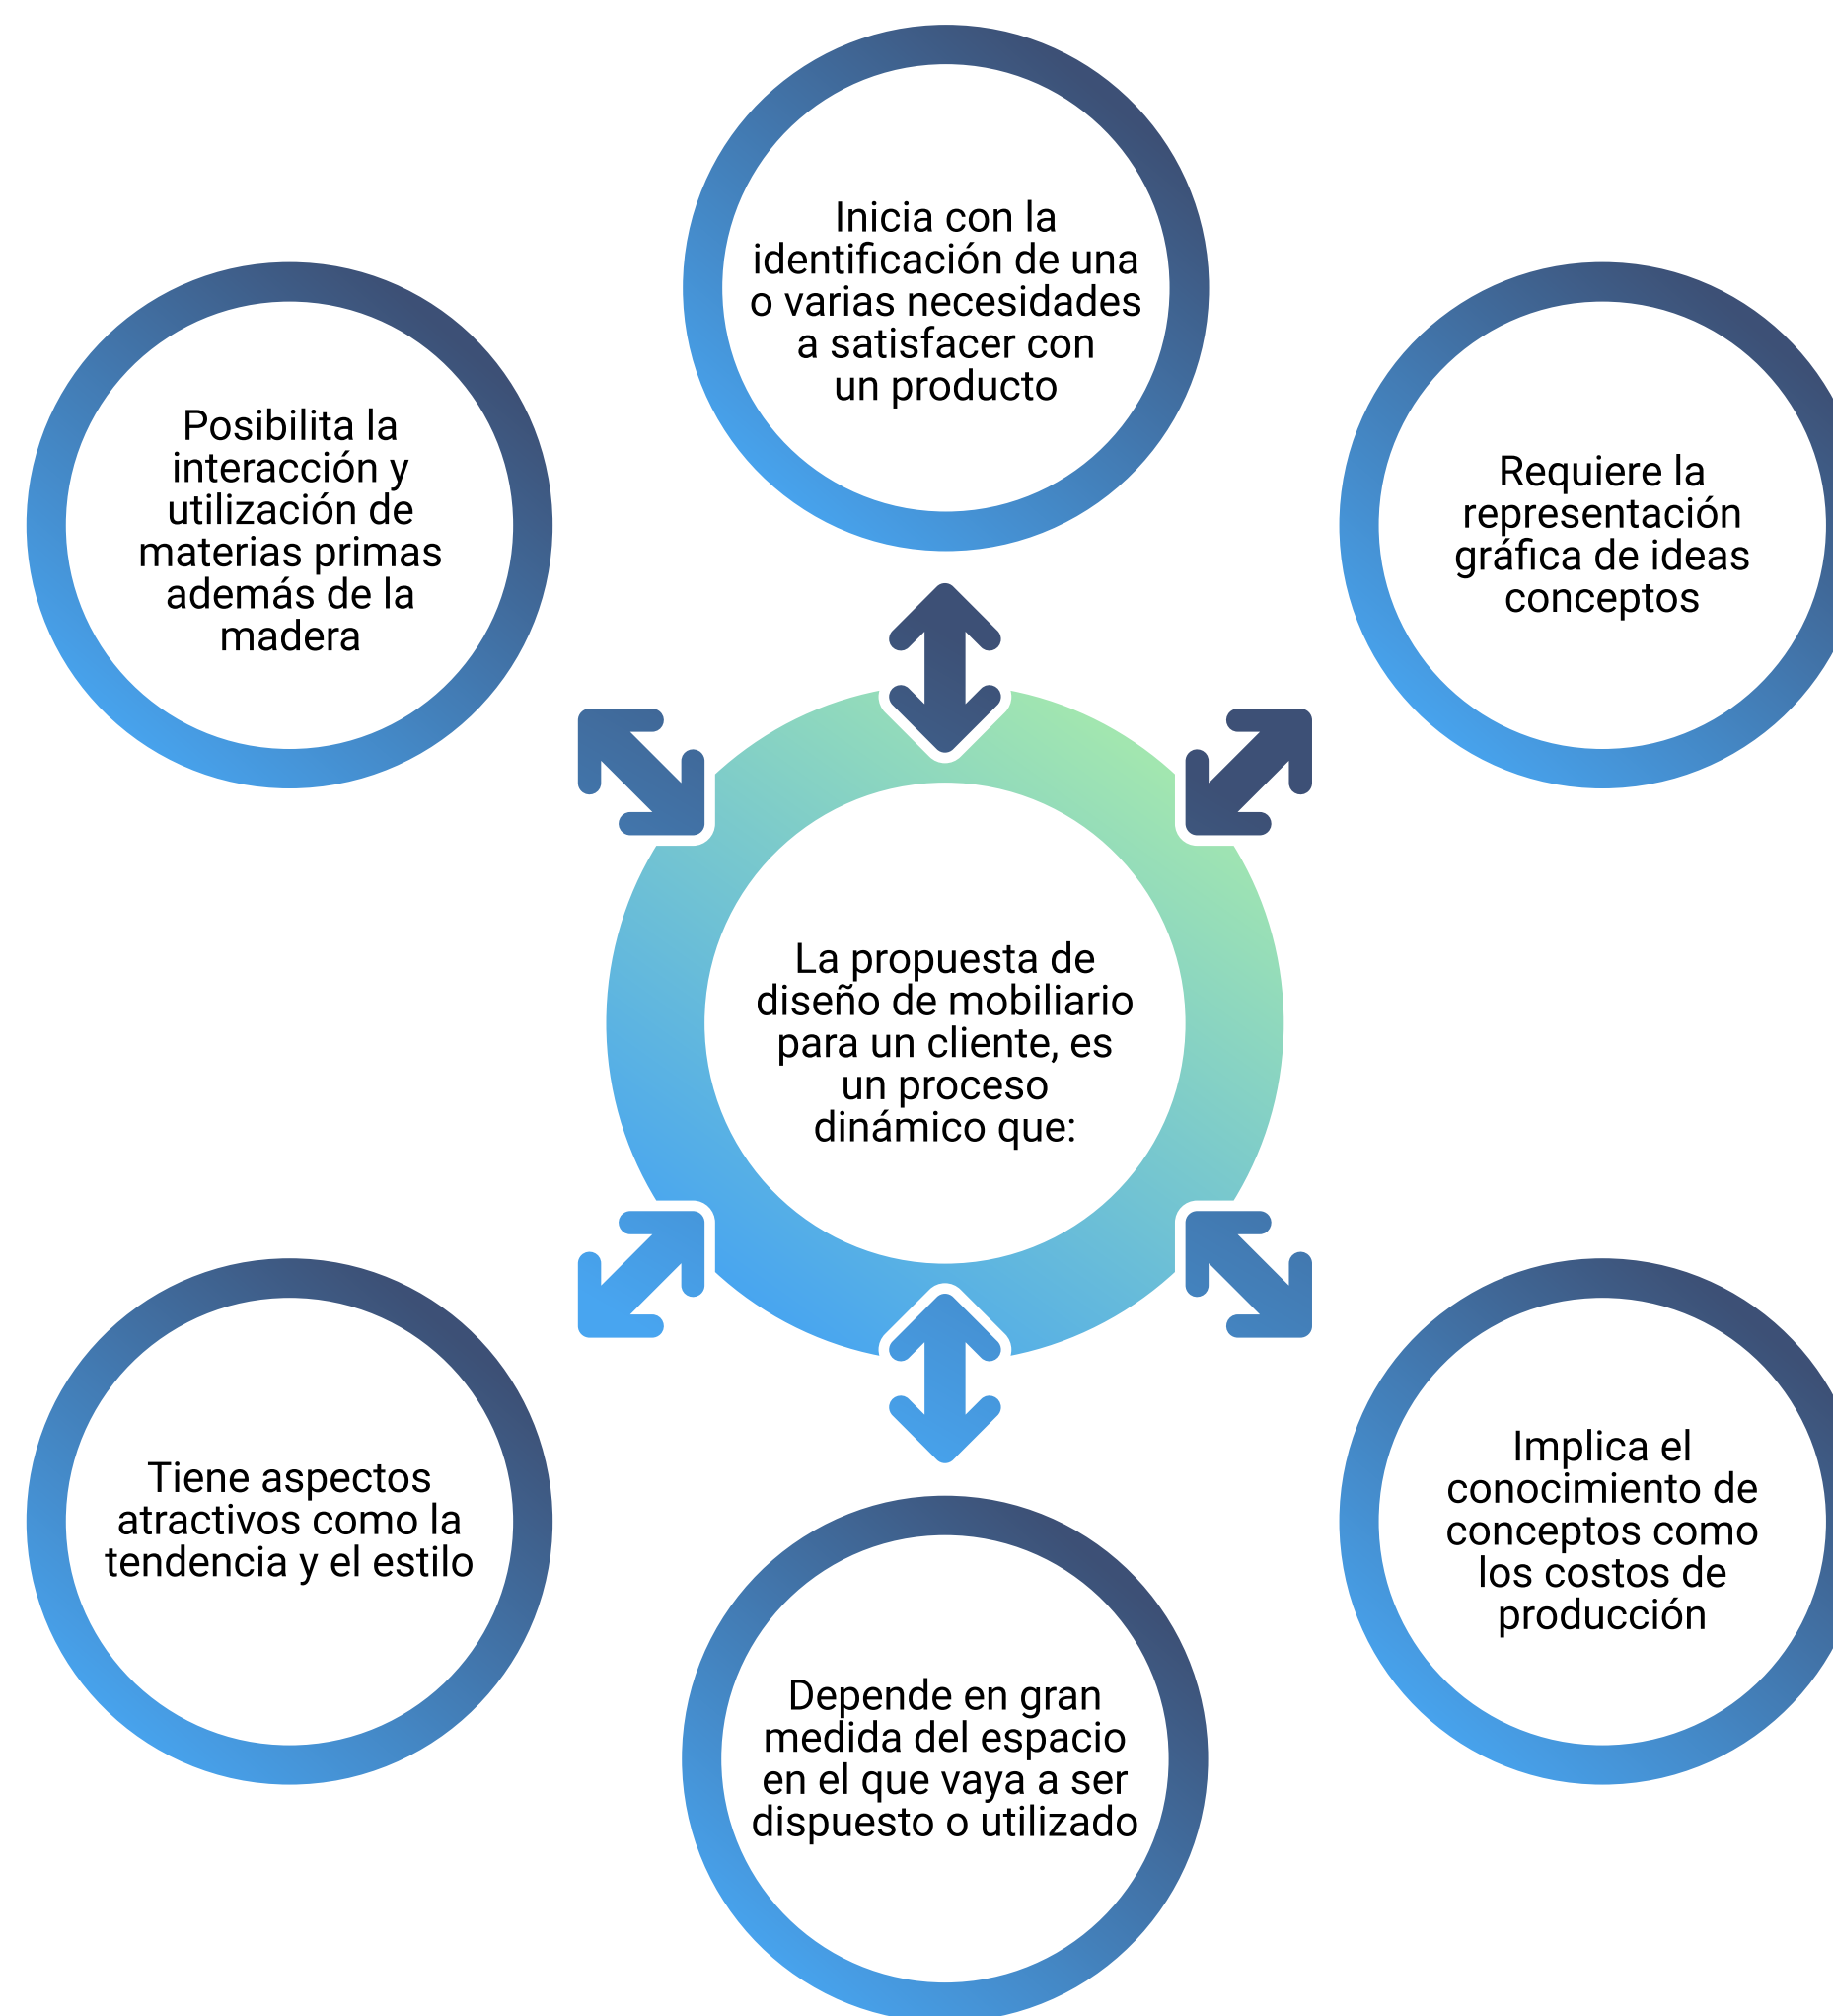 Inicia con la
identificación de una
o varias necesidades
a satisfacer con
un producto
Posibilita la
interacción y
utilización de
materias primas
además de la
madera
Requiere la
representación
gráfica de ideas
conceptos
La propuesta de
diseño de mobiliario
para un cliente, es
un proceso
dinámico que:
Tiene aspectos
atractivos como la
tendencia y el estilo
Implica el
conocimiento de
conceptos como
los costos de
producción
Depende en gran
medida del espacio
en el que vaya a ser
dispuesto o utilizado